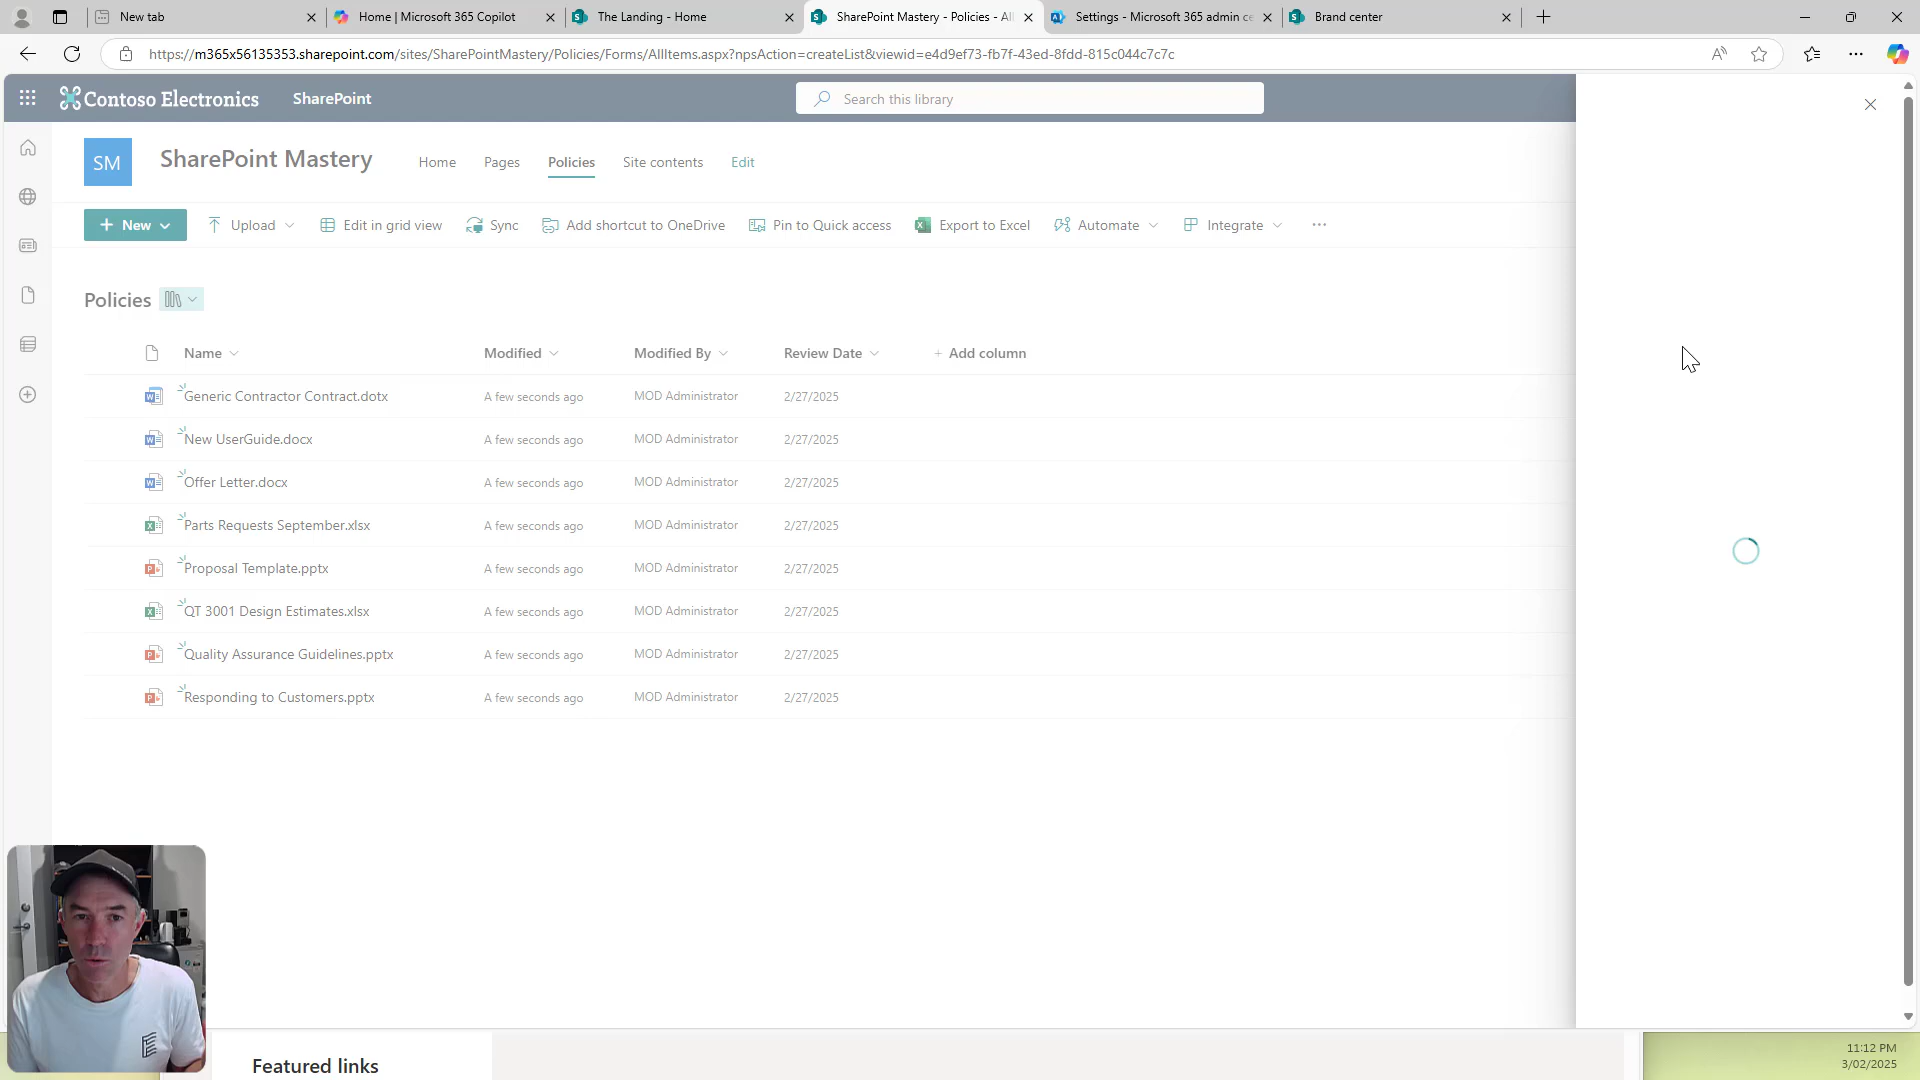 New tab
Home | Microsoft 365 Copilot
The Landing - Home
SharePoint Mastery - Policies - Al
Settings - Microsoft 365 admin ce
Brand center
https://m365x56135353.sharepoint.com/sites/SharePointMastery/Policies/Forms/AllItems.aspx?npsAction=createList&viewid=e4d9ef73-fb7f-43ed-8fdd-815c044c7c7c
Contoso Electronics
SharePoint
Search this library
SM
SharePoint Mastery
Home
Pages
Policies
Site contents
Edit
New
Upload
Edit in grid view
Sync
Add shortcut to OneDrive
Pin to Quick access
Export to Excel
Automate
Integrate
Policies
Name
Modified
Modified By
Review Date
+ Add column
Generic Contractor Contract.dotx
A few seconds ago
MOD Administrator
2/27/2025
New UserGuide.docx
A few seconds ago
MOD Administrator
2/27/2025
Offer Letter.docx
A few seconds ago
MOD Administrator
2/27/2025
Parts Requests September.xlsx
A few seconds ago
MOD Administrator
2/27/2025
Proposal Template.pptx
A few seconds ago
MOD Administrator
2/27/2025
QT 3001 Design Estimates.xlsx
A few seconds ago
MOD Administrator
2/27/2025
Quality Assurance Guidelines.pptx
A few seconds ago
MOD Administrator
2/27/2025
Responding to Customers.pptx
A few seconds ago
MOD Administrator
2/27/2025
Featured links
11:12 PM
3/02/2025